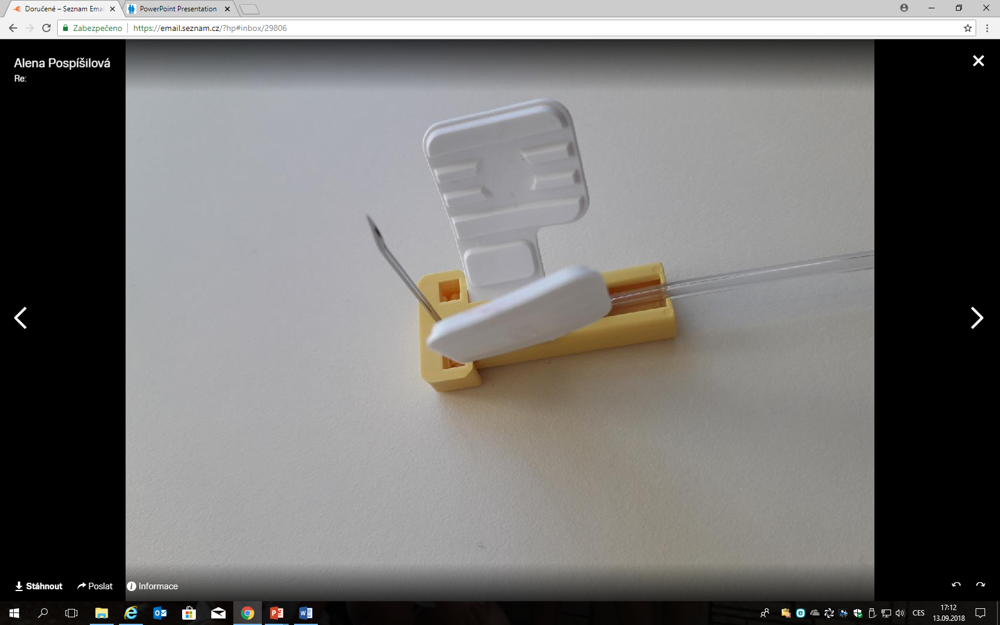 Doručené – Seznam Ema
PowerPoint Presentation
Zabezpečeno
https://email.seznam.cz/?hp#inbox/29806
Alena Pospíšilová
Re:
Stáhnout
Poslat
Informace
CES
17:12
13.09.2018